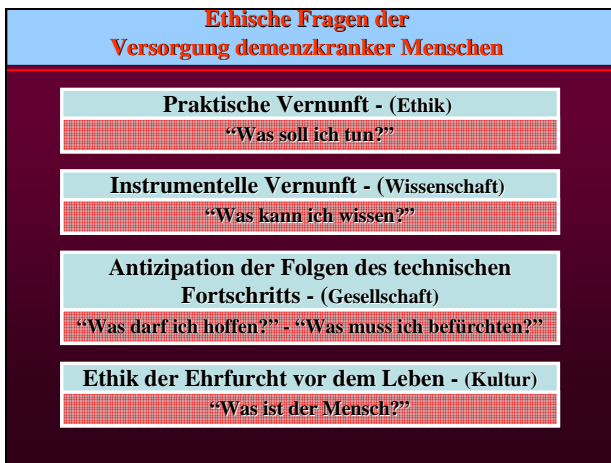 Ethische Fragen der
Versorgung demenzkranker Menschen
Praktische Vernunft - (Ethik)
“Was soll ich tun?”
Instrumentelle Vernunft - (Wissenschaft)
“Was kann ich wissen?”
Antizipation der Folgen des technischen
Fortschritts - (Gesellschaft)
“Was darf ich hoffen?” - “Was muss ich befürchten?”
Ethik der Ehrfurcht vor dem Leben - (Kultur)
“Was ist der Mensch?”